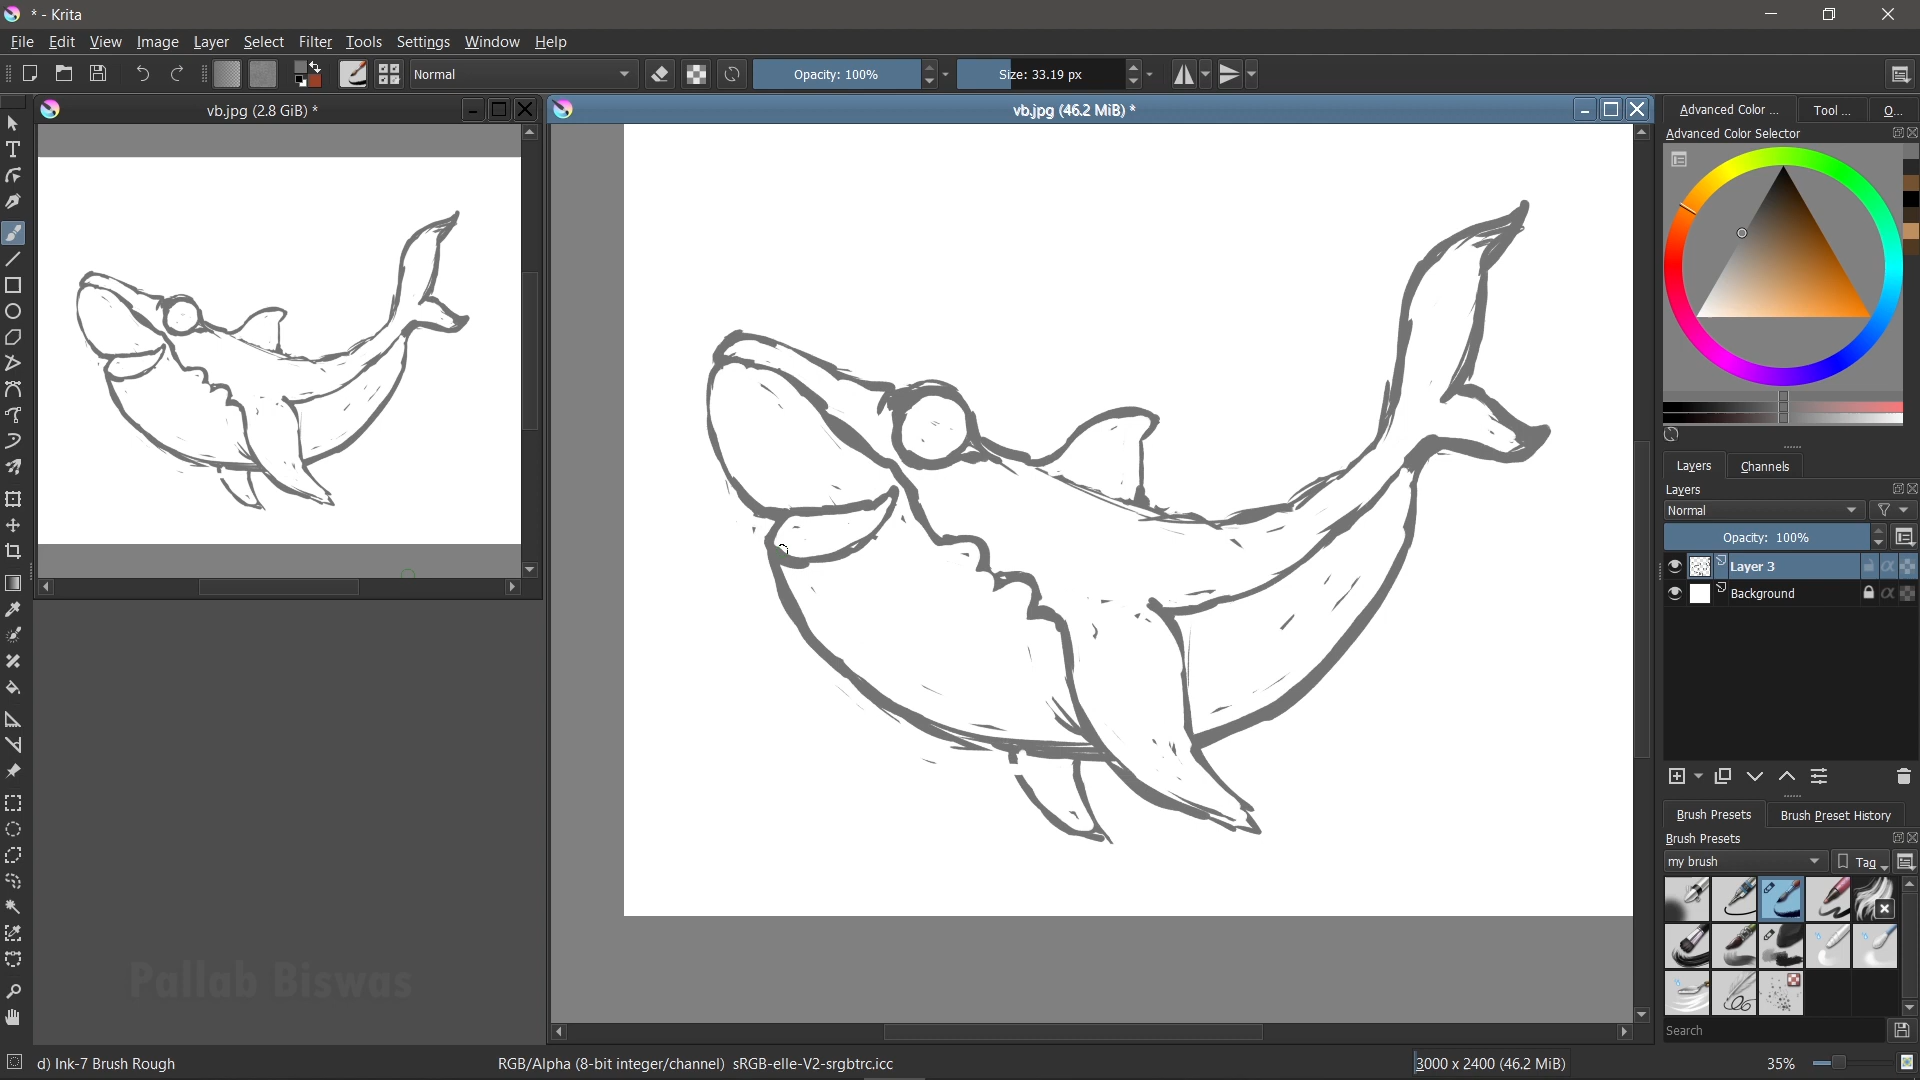 * - Krita
File Edit View Image Layer Select Filter Tools Settings Window Help
Normal Opacity: 100% Size: 33.19 px
vb.jpg (2.8 GiB) *
vb.jpg (46.2 MiB) *
Advanced Color ... Tool ... O...
Advanced Color Selector
Layers Channels
Layers
Normal
Opacity: 100%
Layer 3
Background
Brush Presets Brush Preset History
Brush Presets
my brush Tag
Search
Pallab Biswas
d) Ink-7 Brush Rough RGB/Alpha (8-bit integer/channel) sRGB-elle-V2-srgbtrc.icc 3000 x 2400 (46.2 MiB) 35%